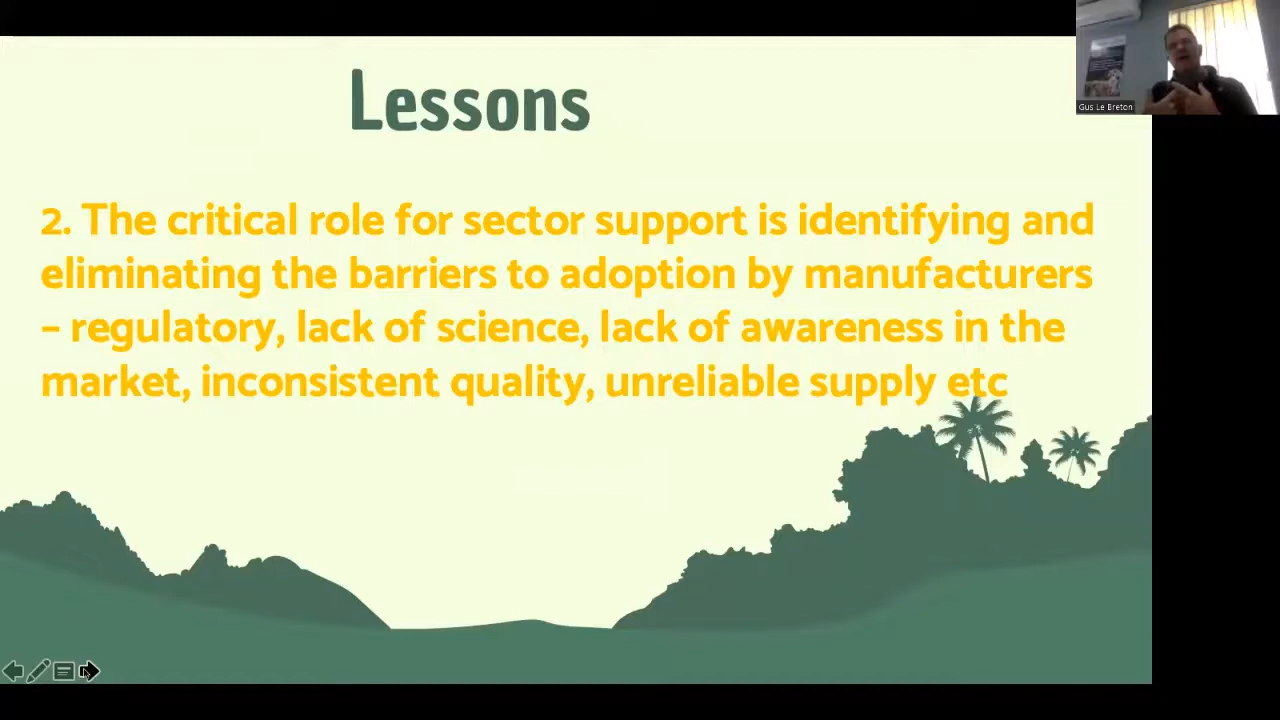 Lessons
2. The critical role for sector support is identifying and
eliminating the barriers to adoption by manufacturers
– regulatory, lack of science, lack of awareness in the
market, inconsistent quality, unreliable supply etc
Gus Le Breton